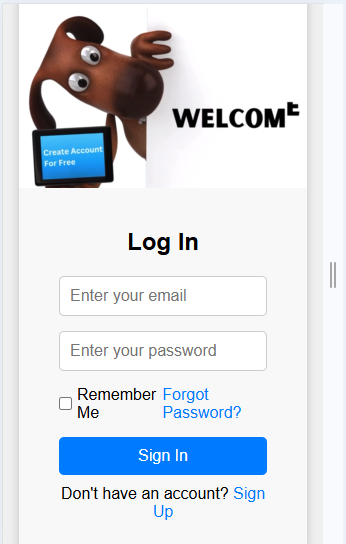 WELCOME
Create Account
For Free
Log In
Enter your email
Enter your password
Remember Forgot
Me Password?
Sign In
Don't have an account? Sign
Up